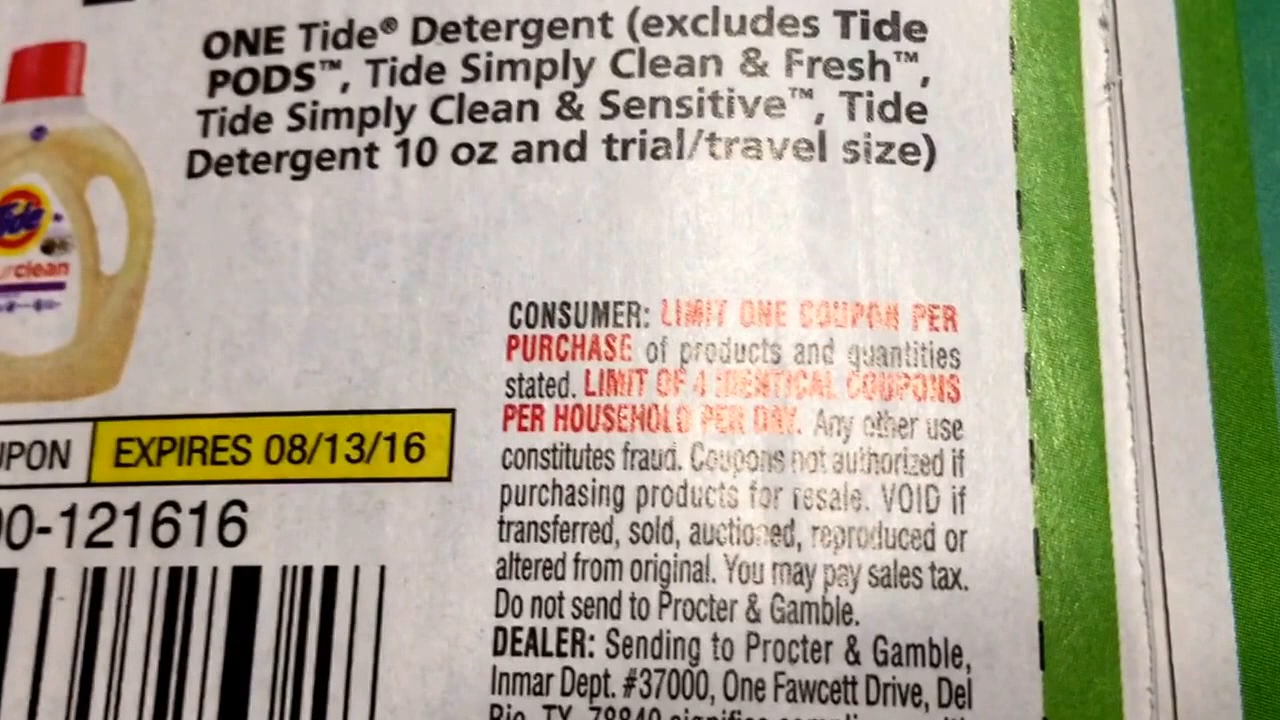 ONE Tide® Detergent (excludes Tide
PODS™, Tide Simply Clean & Fresh™,
Tide Simply Clean & Sensitive™, Tide
Detergent 10 oz and trial/travel size)
Tide
clean
CONSUMER: LIMIT ONE COUPON PER
PURCHASE of products and quantities
stated. LIMIT OF 4 IDENTICAL COUPONS
PER HOUSEHOLD PER DAY. Any other use
constitutes fraud. Coupons not authorized if
purchasing products for resale. VOID if
transferred, sold, auctioned, reproduced or
altered from original. You may pay sales tax.
Do not send to Procter & Gamble.
DEALER: Sending to Procter & Gamble,
Inmar Dept. #37000, One Fawcett Drive, Del
Rio, TX 78840 signifies
UPON EXPIRES 08/13/16
0-121616